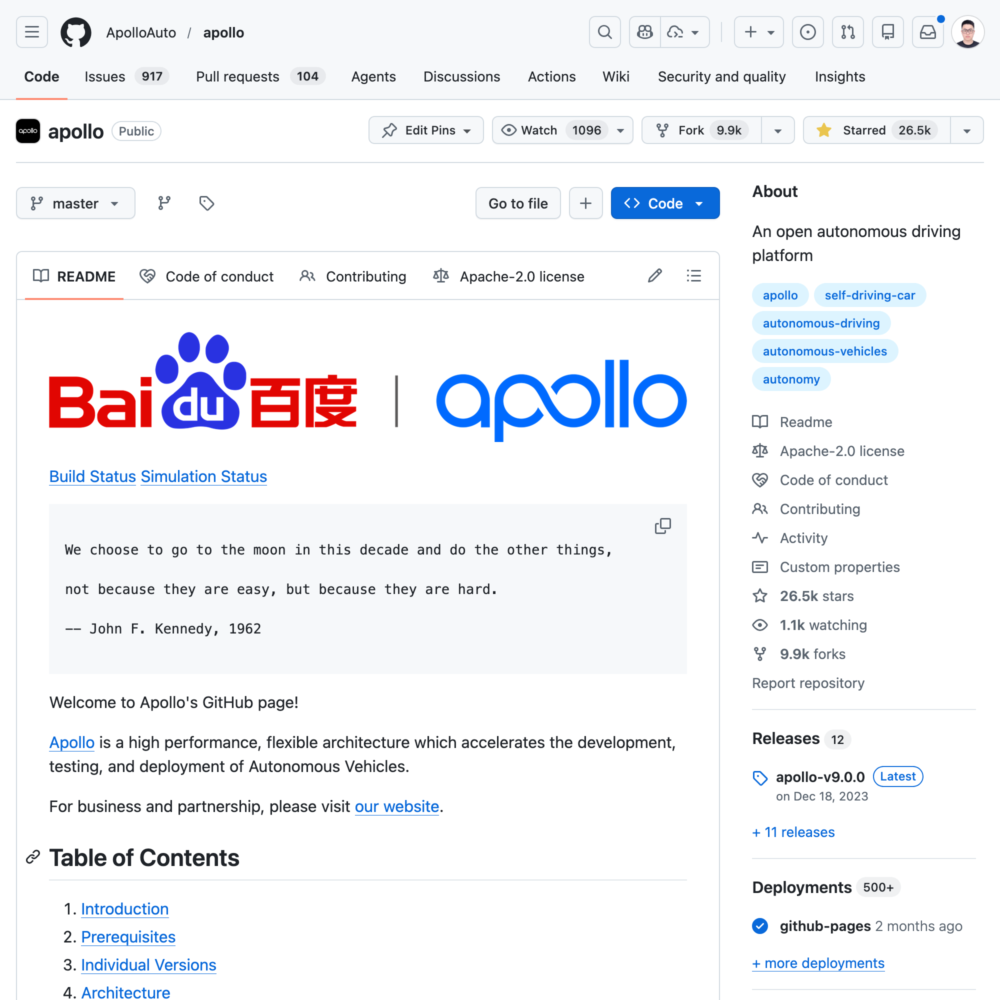 ApolloAuto / apollo
Code Issues 917 Pull requests 104 Agents Discussions Actions Wiki Security and quality Insights
apollo apollo Public Edit Pins Watch 1096 Fork 9.9k Starred 26.5k
master Go to file Code
README Code of conduct Contributing Apache-2.0 license
Baidu百度 | apollo
Build Status Simulation Status
We choose to go to the moon in this decade and do the other things,
not because they are easy, but because they are hard.
-- John F. Kennedy, 1962
Welcome to Apollo's GitHub page!
Apollo is a high performance, flexible architecture which accelerates the development,
testing, and deployment of Autonomous Vehicles.
For business and partnership, please visit our website.
Table of Contents
1. Introduction
2. Prerequisites
3. Individual Versions
4. Architecture
About
An open autonomous driving
platform
apollo self-driving-car
autonomous-driving
autonomous-vehicles
autonomy
Readme
Apache-2.0 license
Code of conduct
Contributing
Activity
Custom properties
26.5k stars
1.1k watching
9.9k forks
Report repository
Releases 12
apollo-v9.0.0 Latest
on Dec 18, 2023
+ 11 releases
Deployments 500+
github-pages 2 months ago
+ more deployments